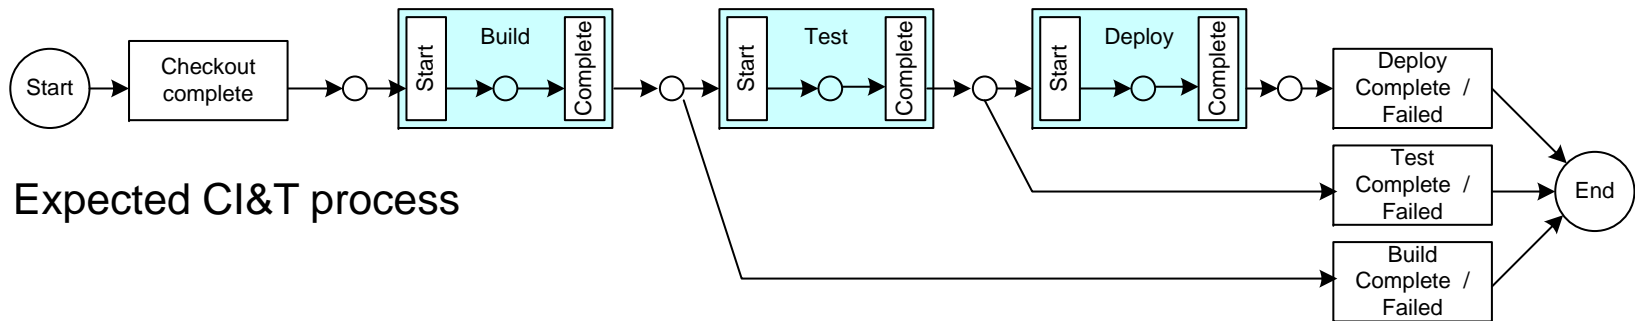 Start
Checkout
complete
Build
Start
Complete
Test
Start
Complete
Deploy
Start
Complete
Deploy
Complete /
Failed
Test
Complete /
Failed
End
Expected CI&T process
Build
Complete /
Failed